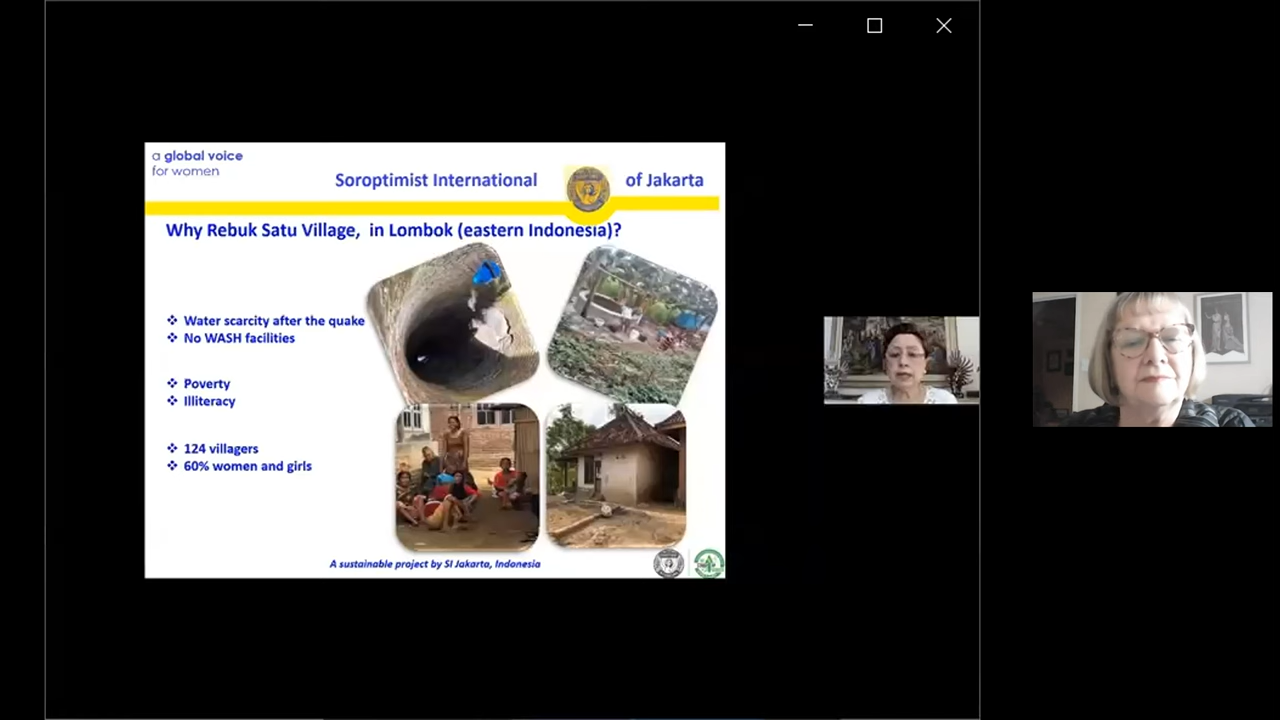 a global voice
for women
Soroptimist International of Jakarta
Why Rebuk Satu Village, in Lombok (eastern Indonesia)?
❖ Water scarcity after the quake
❖ No WASH facilities
❖ Poverty
❖ Illiteracy
❖ 124 villagers
❖ 60% women and girls
A sustainable project by SI Jakarta, Indonesia